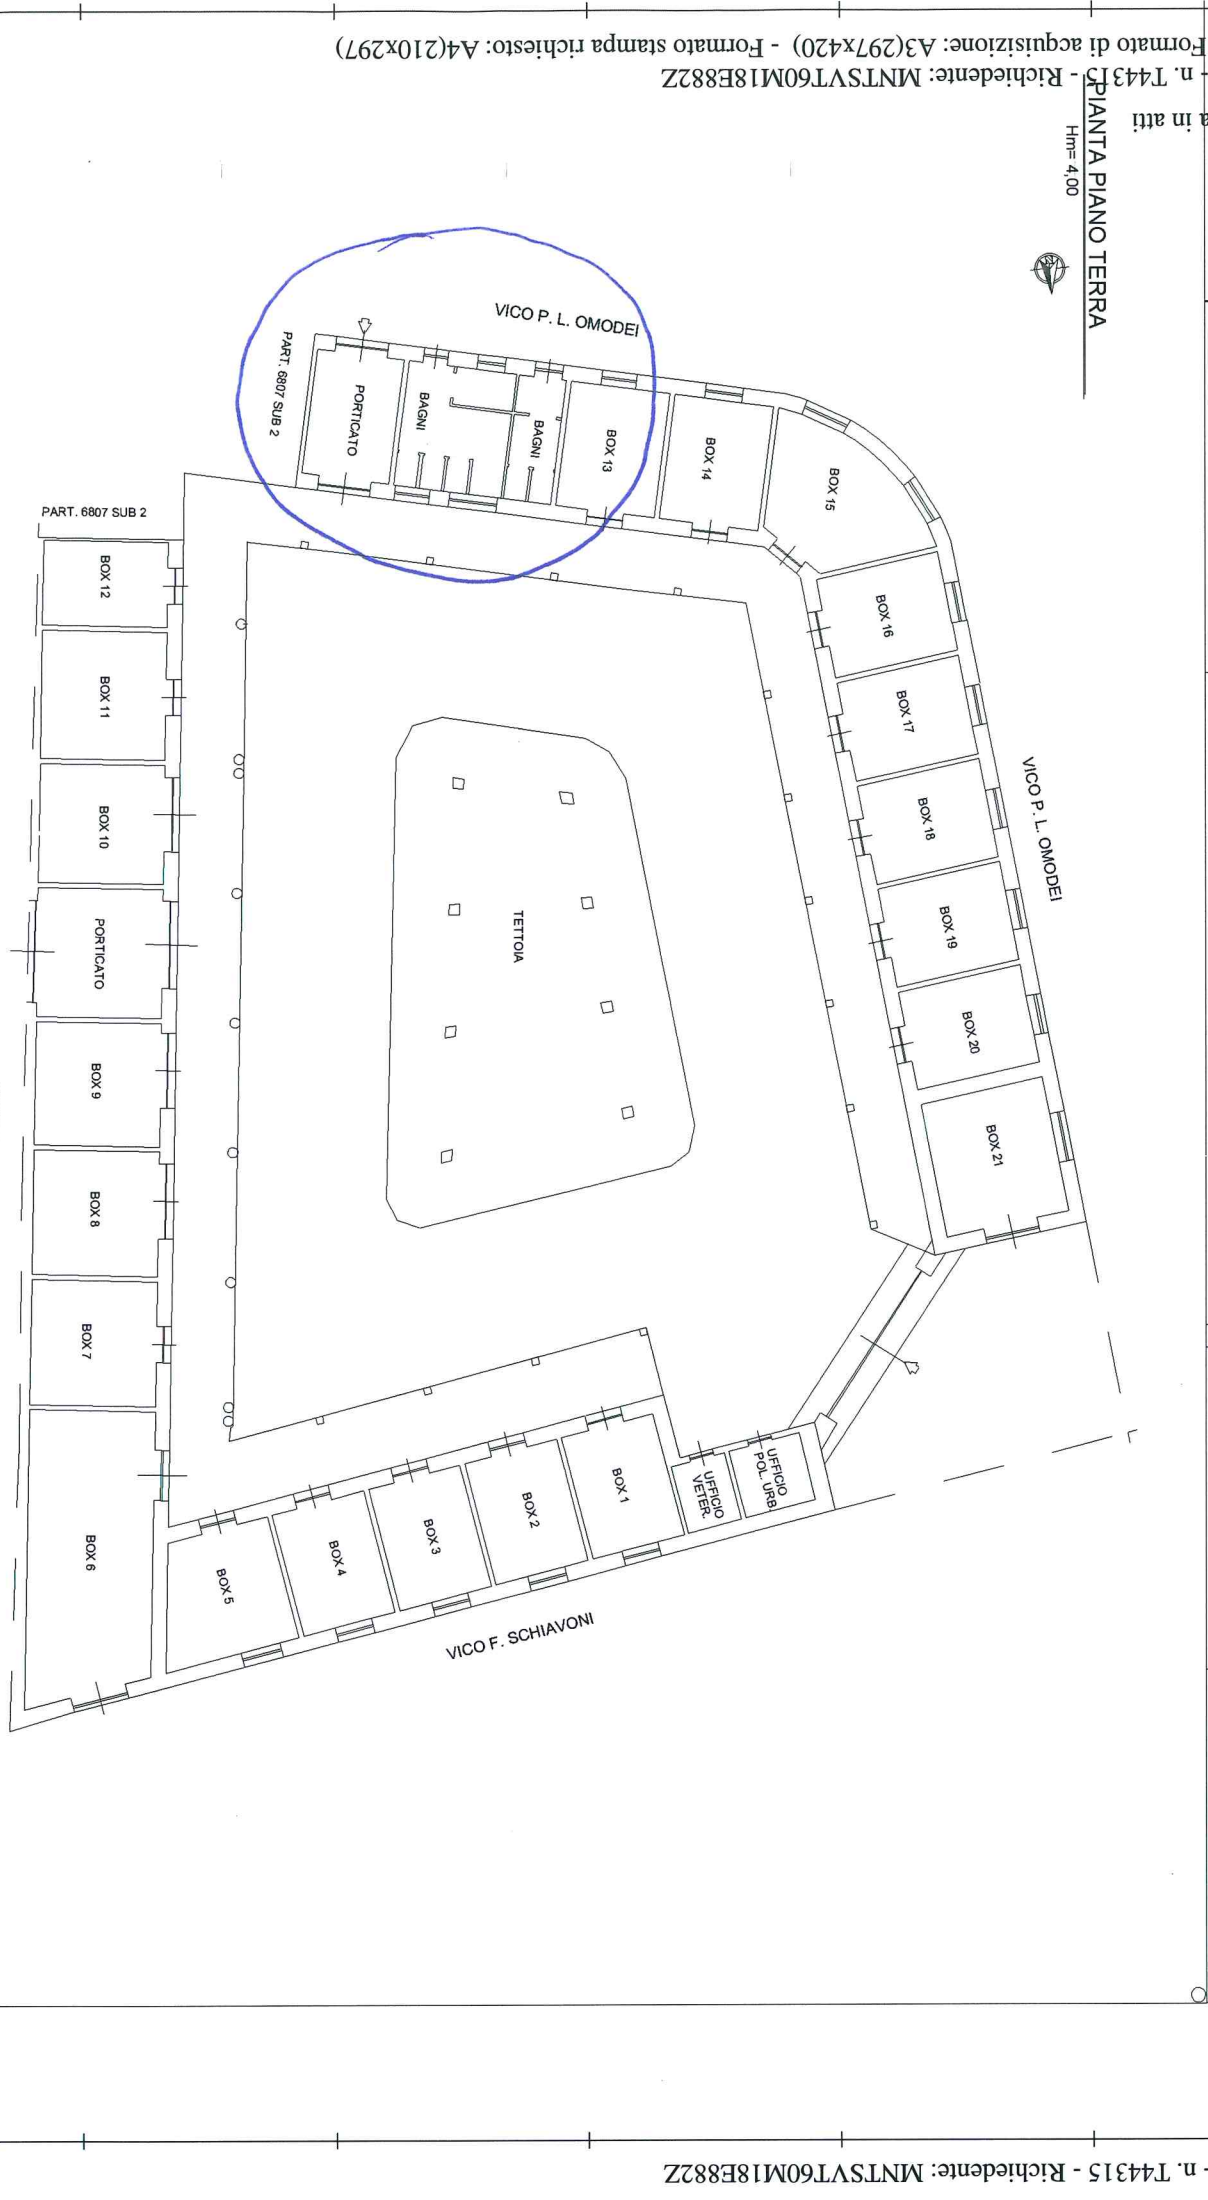 Formato di acquisizione: A3(297x420) - Formato stampa richiesto: A4(210x297)
- n. T44315 - Richiedente: MNTSVT60M18E882Z
a in atti
PIANTA PIANO TERRA
Hm= 4,00
N
VICO P. L. OMODEI
PART. 6807 SUB 2
PORTICATO
BAGNI
BAGNI
BOX 13
BOX 14
BOX 15
PART. 6807 SUB 2
BOX 12
BOX 11
BOX 10
PORTICATO
BOX 9
BOX 8
BOX 7
BOX 6
BOX 16
BOX 17
BOX 18
BOX 19
BOX 20
BOX 21
VICO P. L. OMODEI
TETTOIA
UFFICIO
POL. URB.
UFFICIO
VETER.
BOX 1
BOX 2
BOX 3
BOX 4
BOX 5
VICO F. SCHIAVONI
- n. T44315 - Richiedente: MNTSVT60M18E882Z